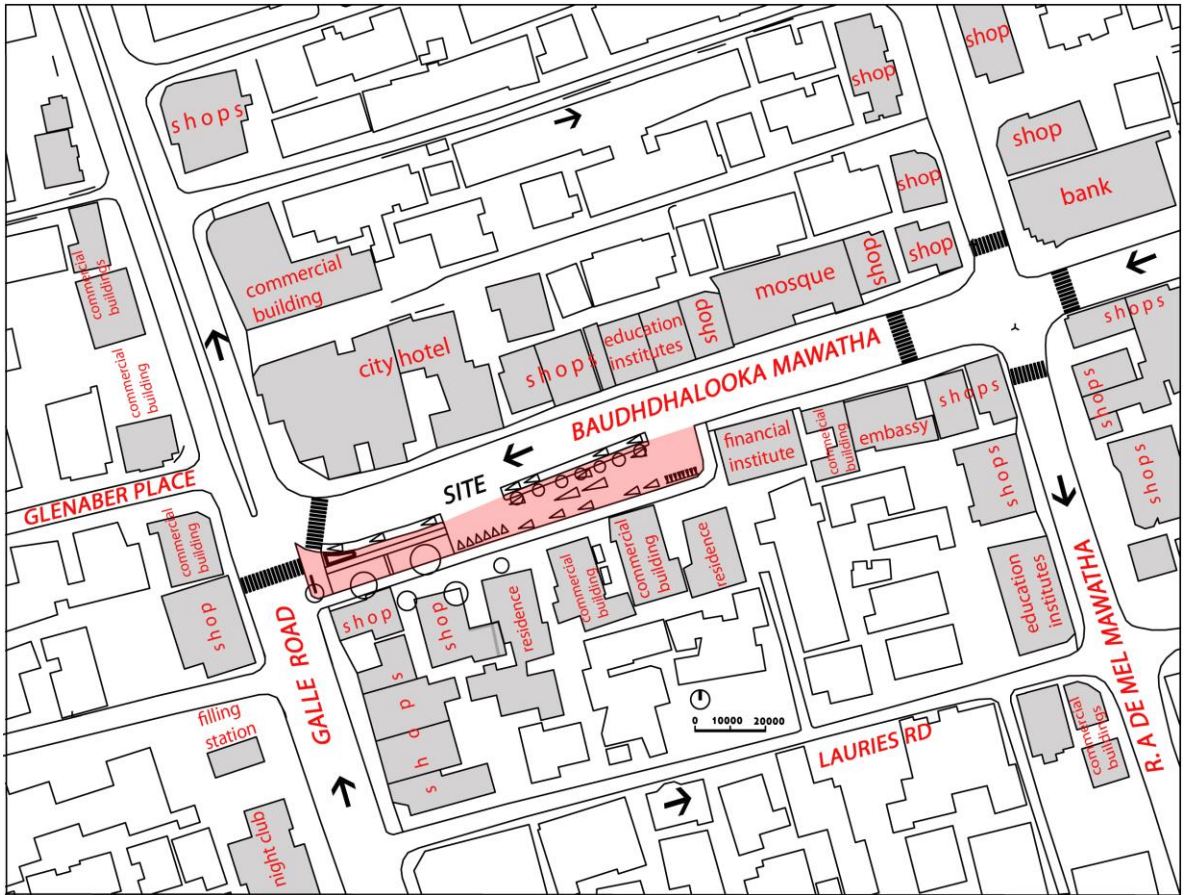 shop
shops
shop
shop
bank
shop
commercial
buildings
commercial
building
mosque
shop
shop
shops
education
institutes
shop
city hotel
shops
commercial
building
BAUDHDHALOOKA MAWATHA
shops
shops
embassy
commercial
building
financial
institute
SITE
GLENABER PLACE
shops
shops
commercial
building
commercial
building
commercial
building
residence
education
institutes
shop
shop
shop
residence
shops
GALLE ROAD
0 10000 20000
filling
station
LAURIES RD
commercial
buildings
R. A DE MEL MAWATHA
night club